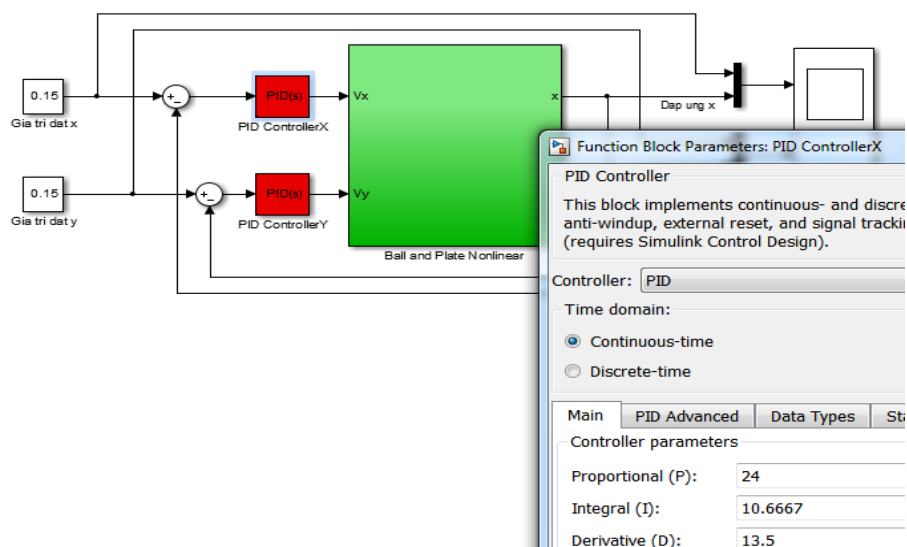 0.15
Gia tri dat x
PID(s)
PID ControllerX
Vx
x
Dap ung x
0.15
Gia tri dat y
PID(s)
PID ControllerY
Vy
Ball and Plate Nonlinear
Function Block Parameters: PID ControllerX
PID Controller
This block implements continuous- and discre
anti-windup, external reset, and signal trackin
(requires Simulink Control Design).
Controller: PID
Time domain:
Continuous-time
Discrete-time
Main PID Advanced Data Types Sta
Controller parameters
Proportional (P): 24
Integral (I): 10.6667
Derivative (D): 13.5